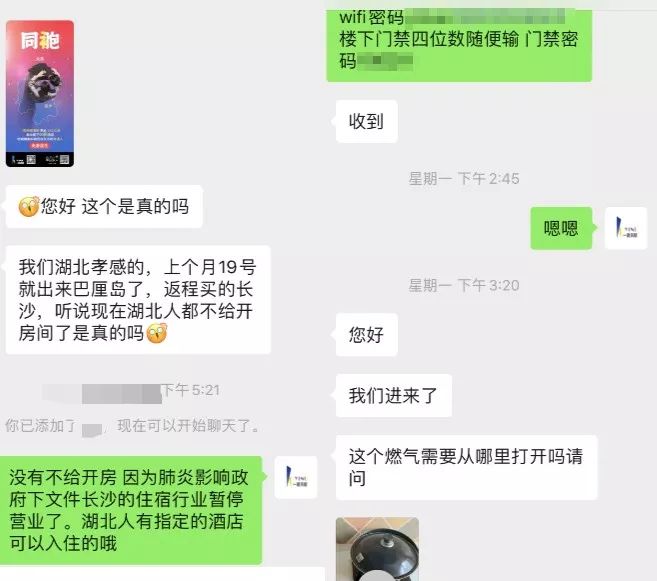 同袍
您好 这个是真的吗
我们湖北孝感的，上个月19号
就出来巴厘岛了，返程买的长
沙，听说现在湖北人都不给开
房间了是真的吗
下午5:21
你已添加了
，现在可以开始聊天了。
没有不给开房 因为肺炎影响政
府下文件长沙的住宿行业暂停
营业了。湖北人有指定的酒店
可以入住的哦
wifi密码
楼下门禁四位数随便输 门禁密
码
收到
星期一 下午2:45
嗯嗯
星期一 下午3:20
您好
我们进来了
这个燃气需要从哪里打开吗请
问